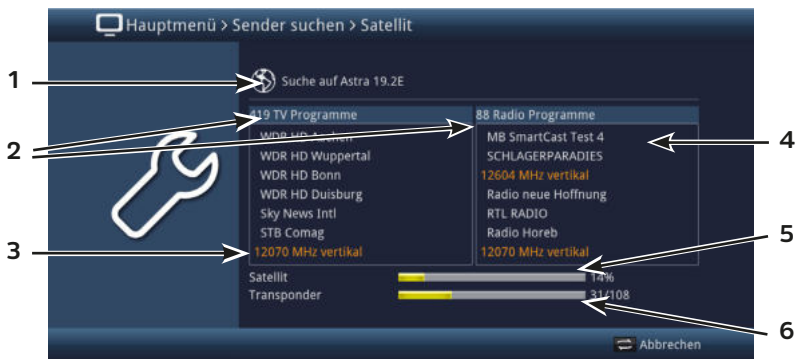 Hauptmenü > Sender suchen > Satellit
1
Suche auf Astra 19.2E
2
419 TV Programme
WDR HD Aachen
WDR HD Wuppertal
WDR HD Bonn
WDR HD Duisburg
Sky News Intl
STB Comag
3
12070 MHz vertikal
88 Radio Programme
MB SmartCast Test 4
4
SCHLAGERPARADIES
12604 MHz vertikal
Radio neue Hoffnung
RTL RADIO
Radio Horeb
12070 MHz vertikal
5
Satellit 14%
Transponder 31/108
6
Abbrechen